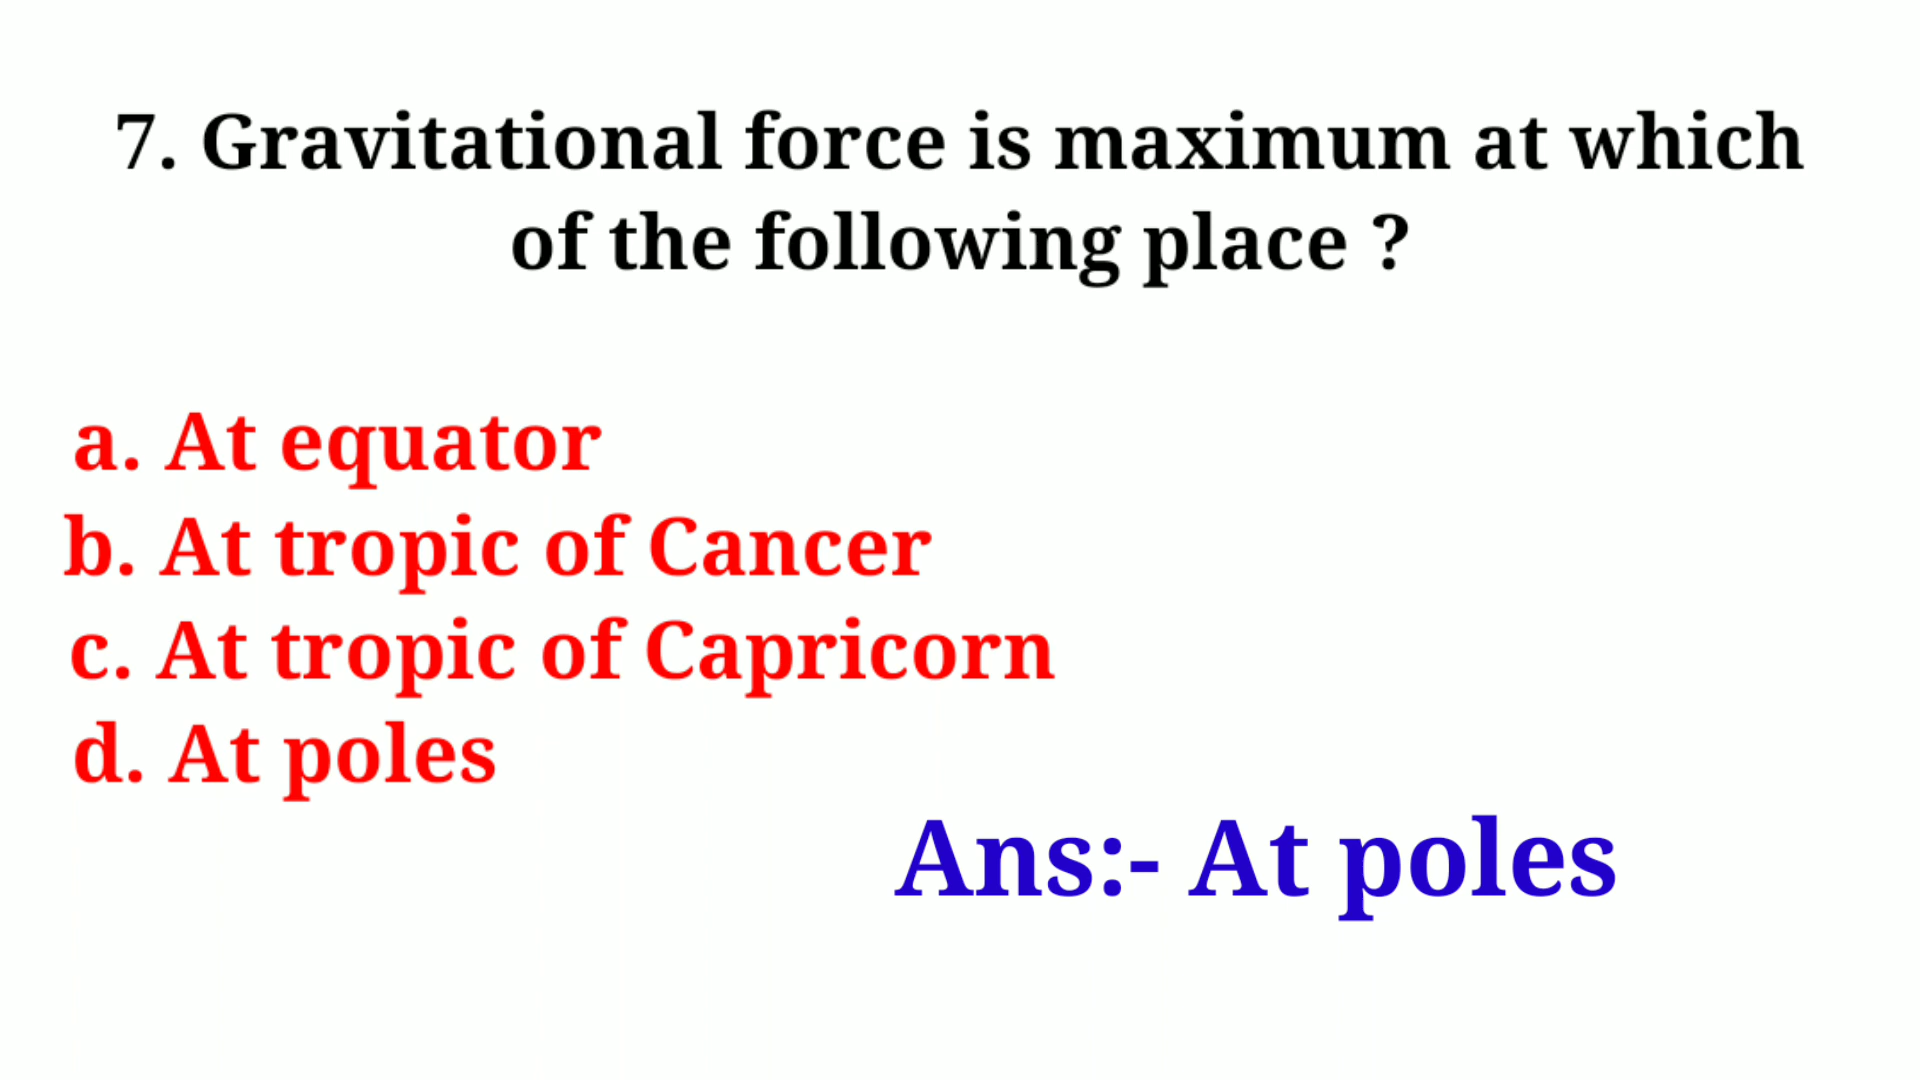 7. Gravitational force is maximum at which
of the following place ?
a. At equator
b. At tropic of Cancer
c. At tropic of Capricorn
d. At poles
Ans:- At poles